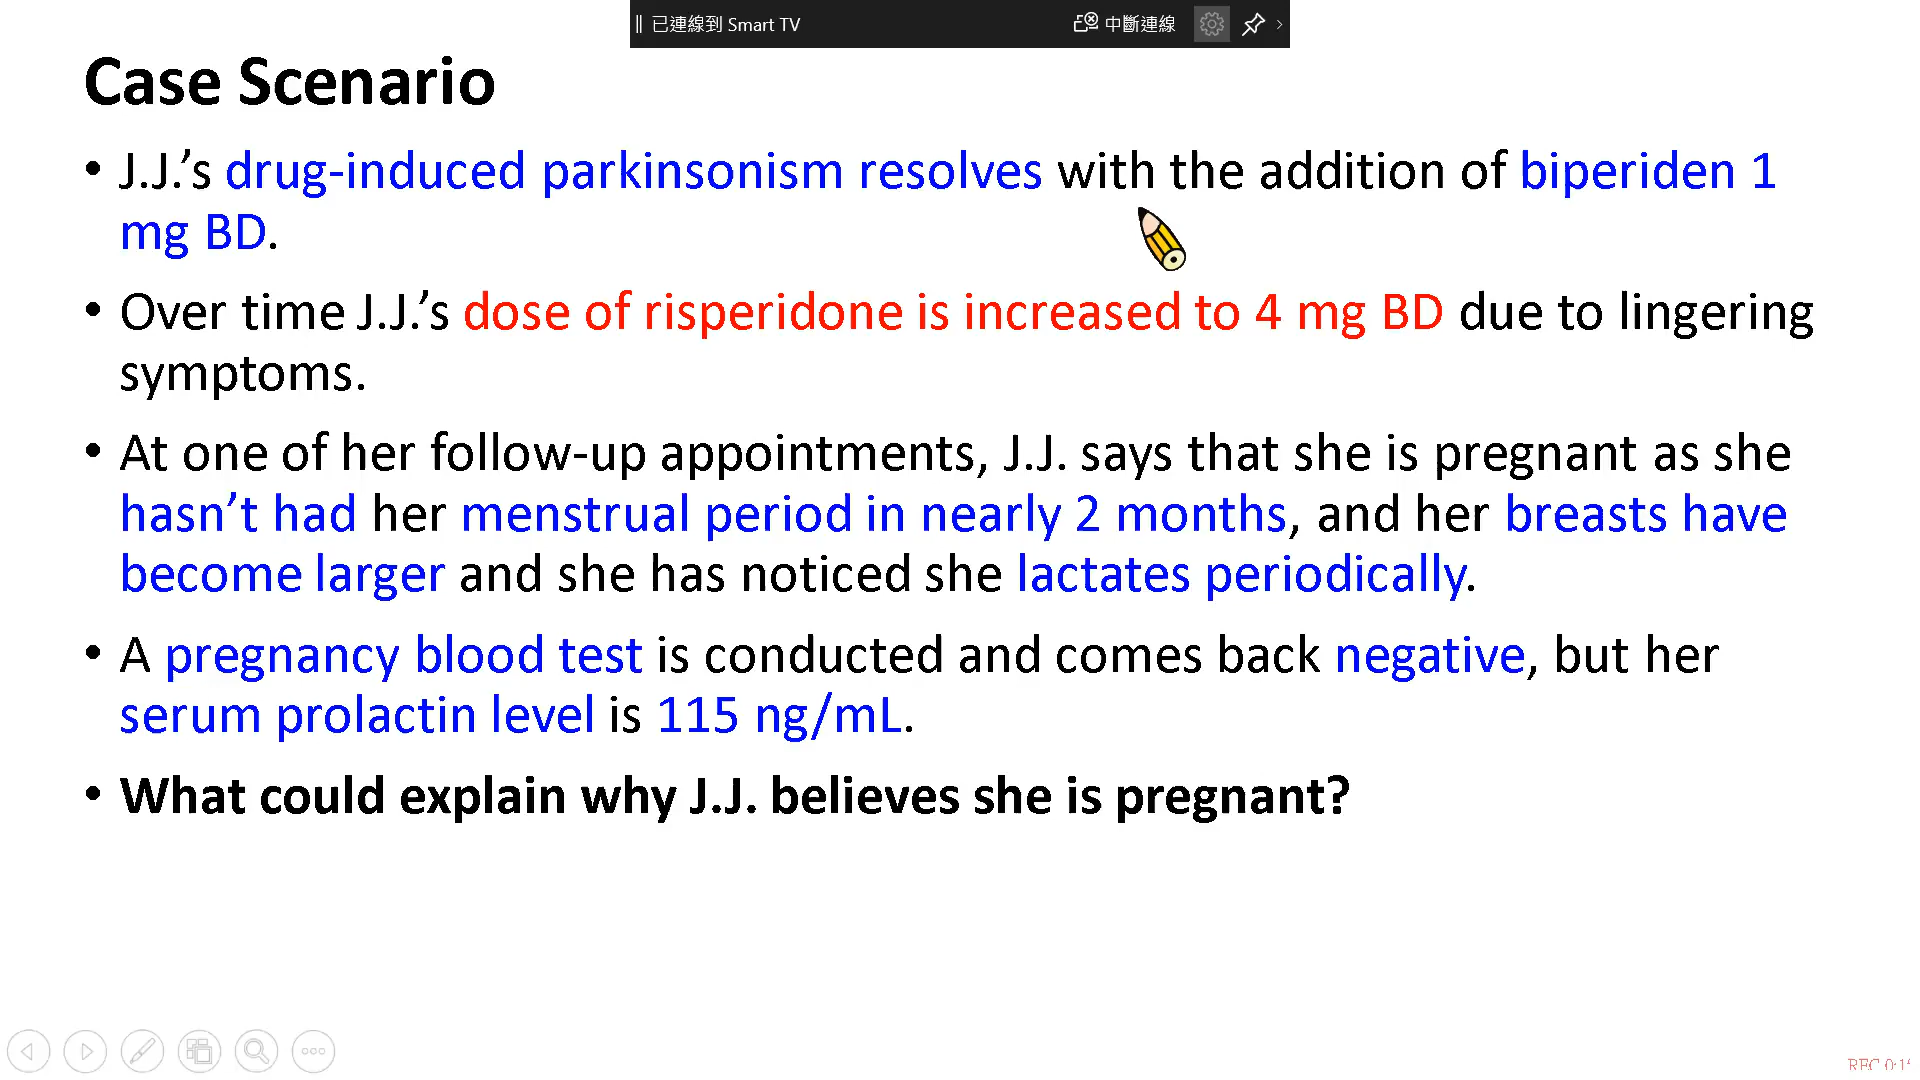 已連線到 Smart TV
中斷連線
Case Scenario
• J.J.’s drug-induced parkinsonism resolves with the addition of biperiden 1
mg BD.
• Over time J.J.’s dose of risperidone is increased to 4 mg BD due to lingering
symptoms.
• At one of her follow-up appointments, J.J. says that she is pregnant as she
hasn’t had her menstrual period in nearly 2 months, and her breasts have
become larger and she has noticed she lactates periodically.
• A pregnancy blood test is conducted and comes back negative, but her
serum prolactin level is 115 ng/mL.
• What could explain why J.J. believes she is pregnant?
REC